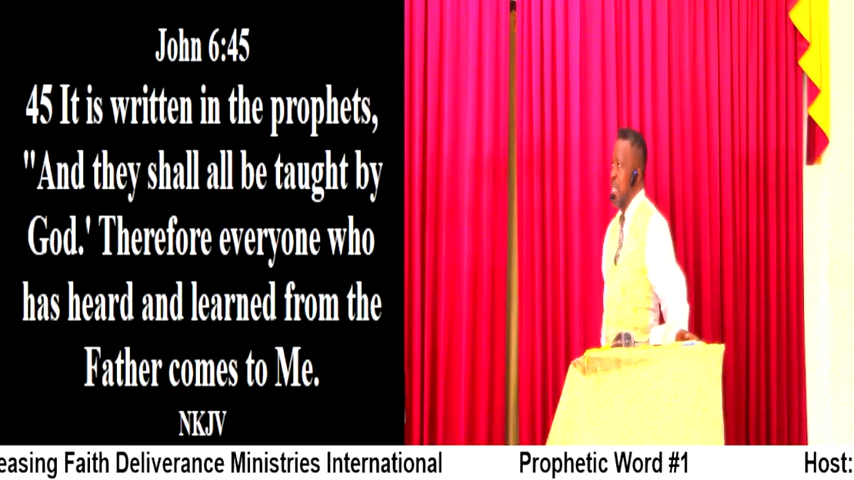 John 6:45
45 It is written in the prophets,
"And they shall all be taught by
God.' Therefore everyone who
has heard and learned from the
Father comes to Me.
NKJV
easing Faith Deliverance Ministries International Prophetic Word #1 Host: